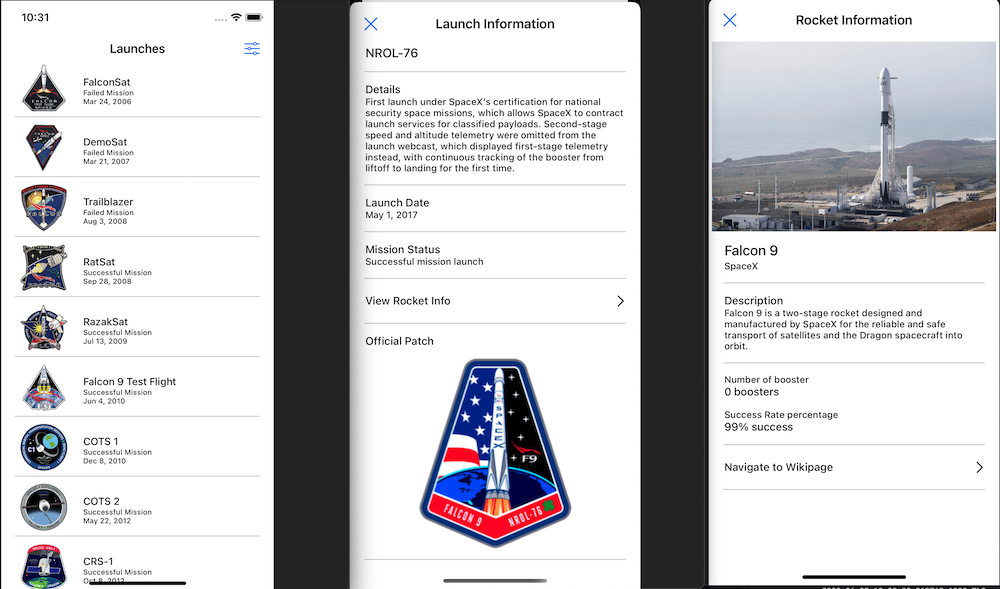 10:31
Launches
FalconSat
Failed Mission
Mar 24, 2006
DemoSat
Failed Mission
Mar 21, 2007
Trailblazer
Failed Mission
Aug 3, 2008
RatSat
Successful Mission
Sep 28, 2008
RazakSat
Successful Mission
Jul 13, 2009
Falcon 9 Test Flight
Successful Mission
Jun 4, 2010
COTS 1
Successful Mission
Dec 8, 2010
COTS 2
Successful Mission
May 22, 2012
CRS-1
Successful Mission
Oct 8, 2012
F9
C1
Launch Information
NROL-76
Details
First launch under SpaceX's certification for national
security space missions, which allows SpaceX to contract
launch services for classified payloads. Second-stage
speed and altitude telemetry were omitted from the
launch webcast, which displayed first-stage telemetry
instead, with continuous tracking of the booster from
liftoff to landing for the first time.
Launch Date
May 1, 2017
Mission Status
Successful mission launch
View Rocket Info
Official Patch
SPACEX
F9
FALCON 9
NROL-76
Rocket Information
Falcon 9
SpaceX
Description
Falcon 9 is a two-stage rocket designed and
manufactured by SpaceX for the reliable and safe
transport of satellites and the Dragon spacecraft into
orbit.
Number of booster
0 boosters
Success Rate percentage
99% success
Navigate to Wikipage